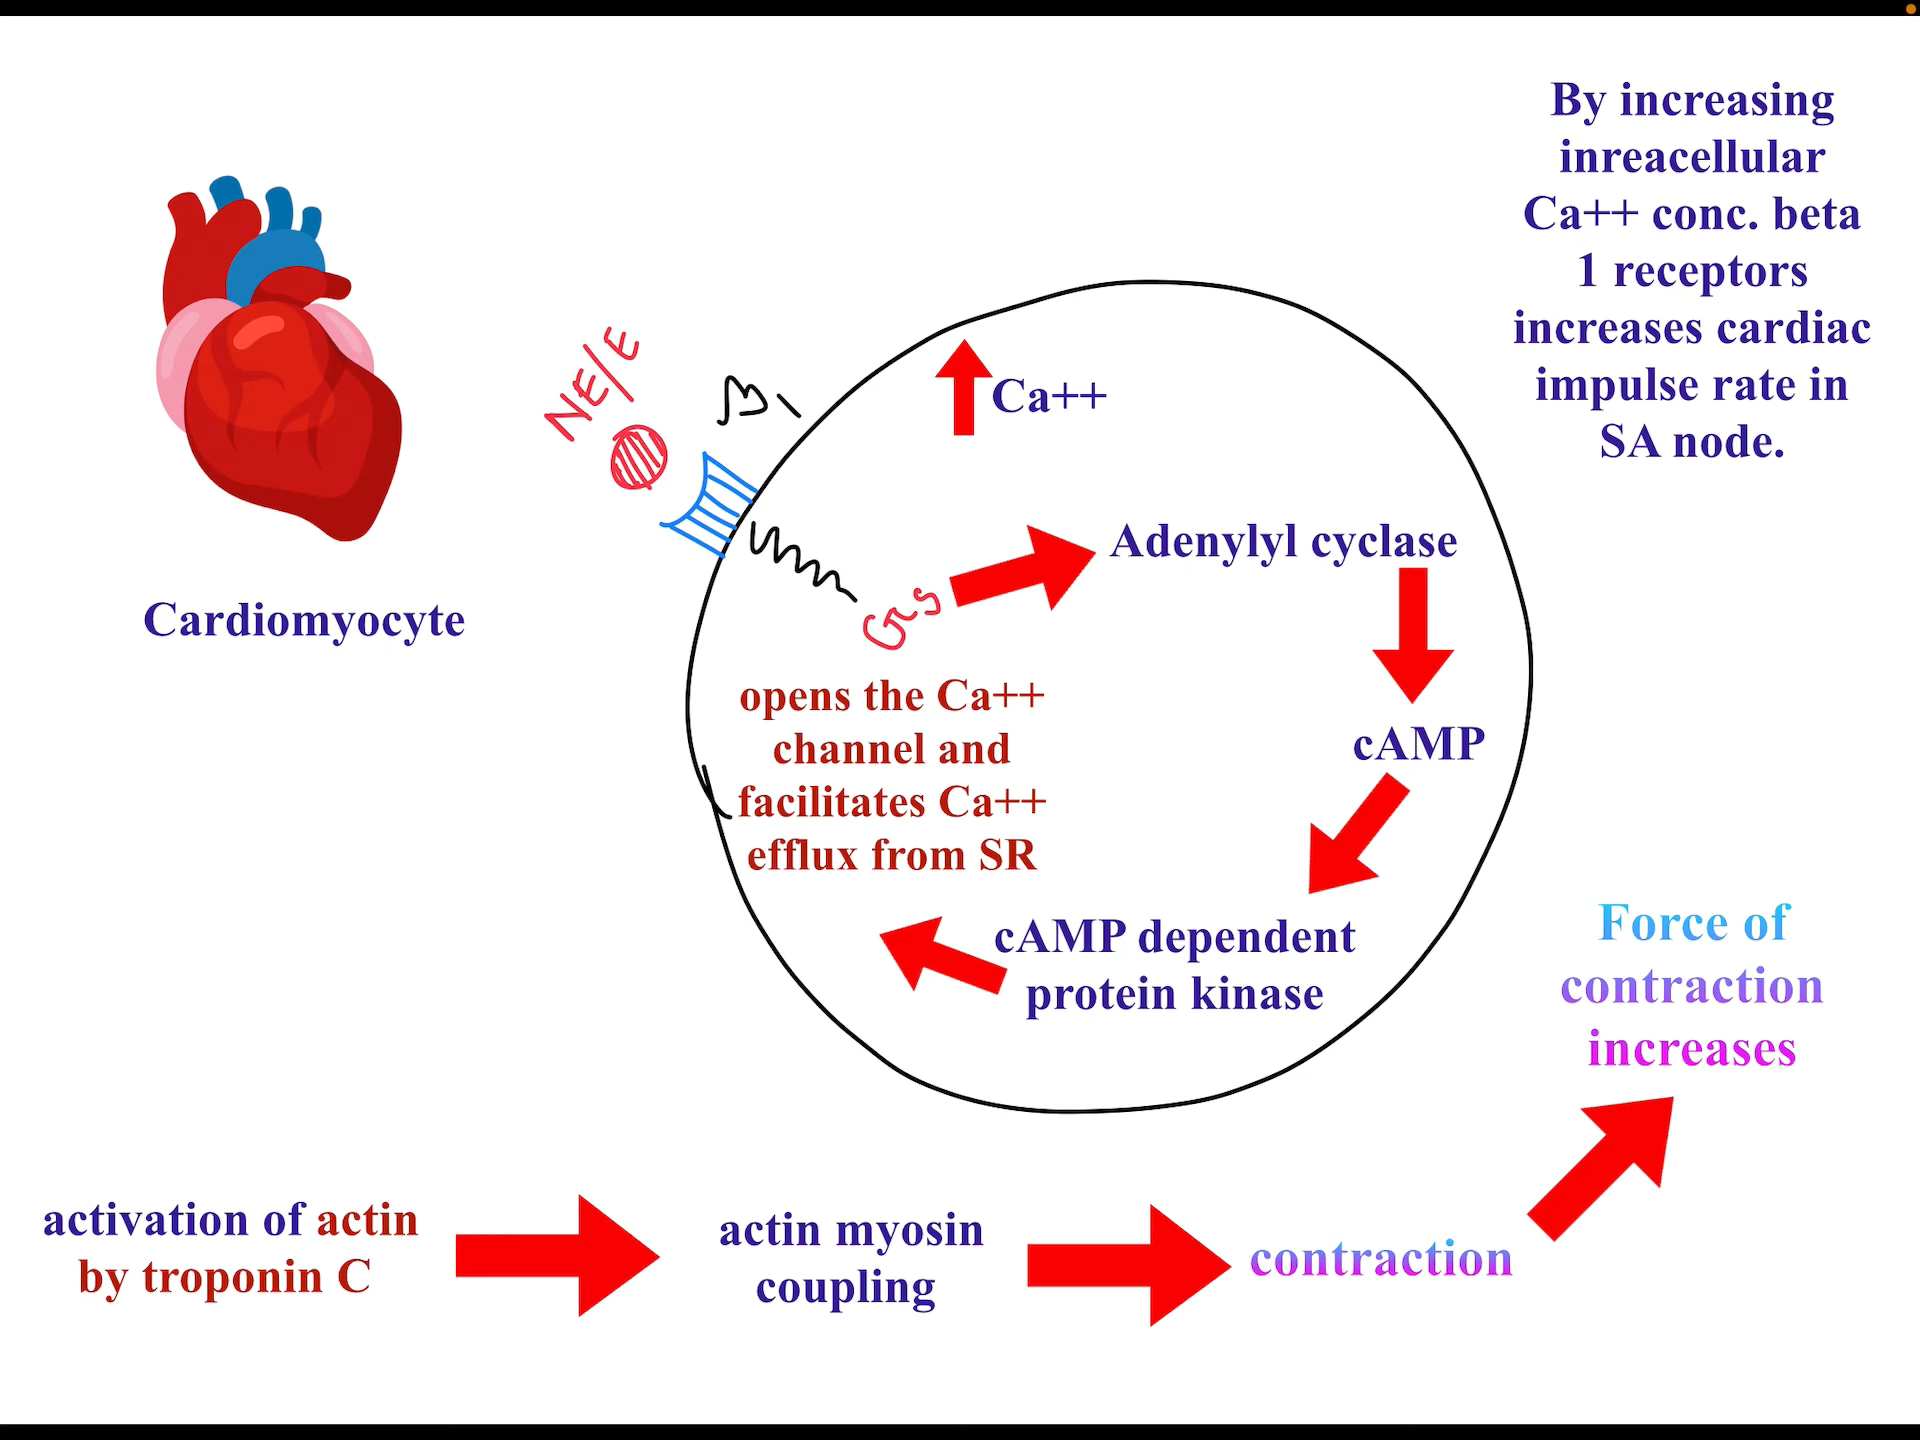 By increasing
inreacellular
Ca++ conc. beta
1 receptors
increases cardiac
impulse rate in
SA node.
NE/E
β1
Ca++
Adenylyl cyclase
Gs
Cardiomyocyte
opens the Ca++
channel and
facilitates Ca++
efflux from SR
cAMP
cAMP dependent
protein kinase
Force of
contraction
increases
activation of actin
by troponin C
actin myosin
coupling
contraction